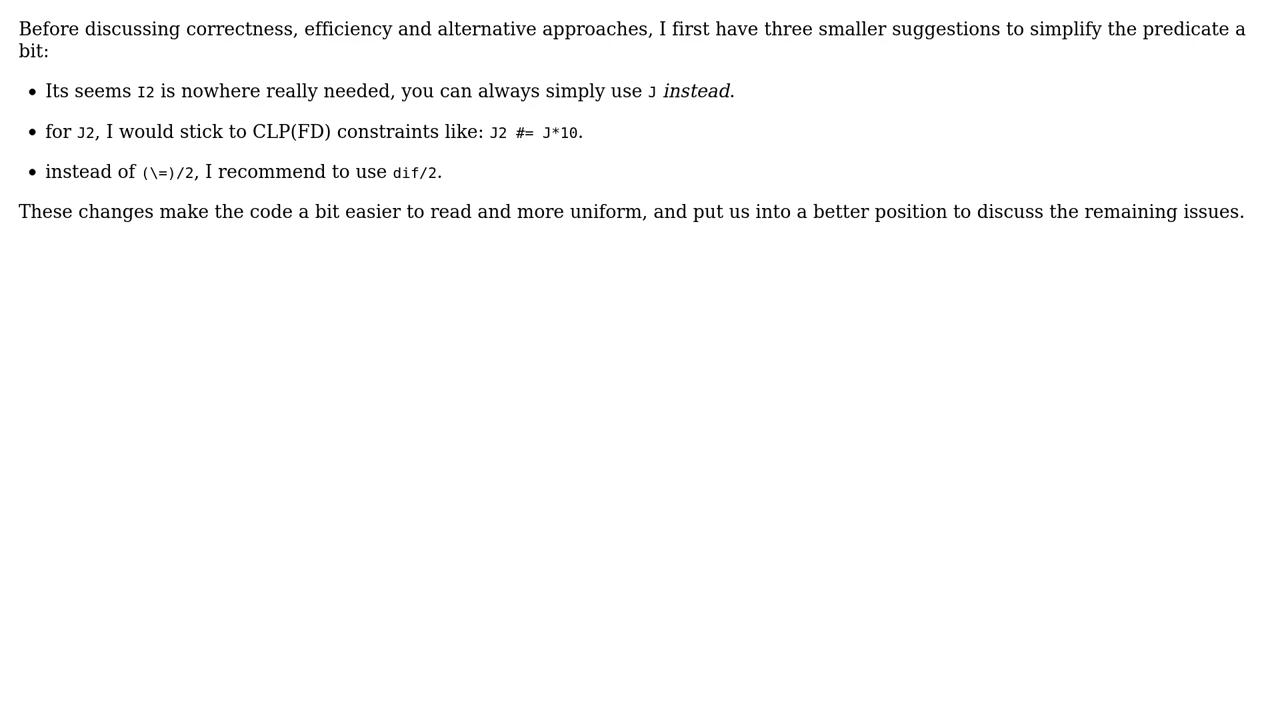 Before discussing correctness, efficiency and alternative approaches, I first have three smaller suggestions to simplify the predicate a
bit:
• Its seems I2 is nowhere really needed, you can always simply use J instead.
• for J2, I would stick to CLP(FD) constraints like: J2 #= J*10.
• instead of (\=)/2, I recommend to use dif/2.
These changes make the code a bit easier to read and more uniform, and put us into a better position to discuss the remaining issues.